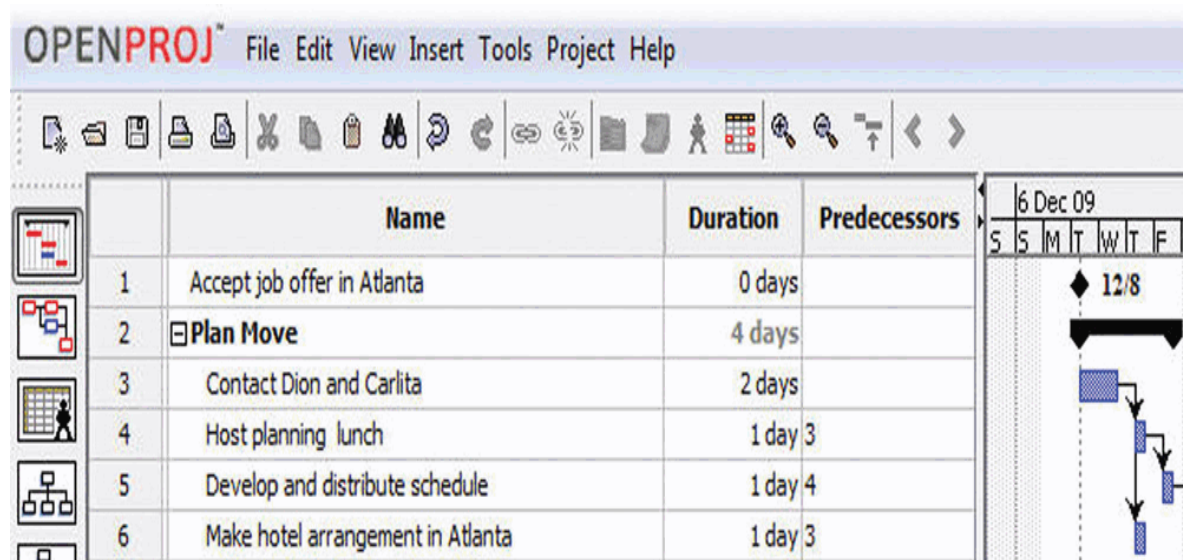 OPENPROJ™ File Edit View Insert Tools Project Help
Name Duration Predecessors
6 Dec 09
S S M T W T F
1 Accept job offer in Atlanta 0 days
12/8
2 Plan Move 4 days
3 Contact Dion and Carlita 2 days
4 Host planning lunch 1 day 3
5 Develop and distribute schedule 1 day 4
6 Make hotel arrangement in Atlanta 1 day 3